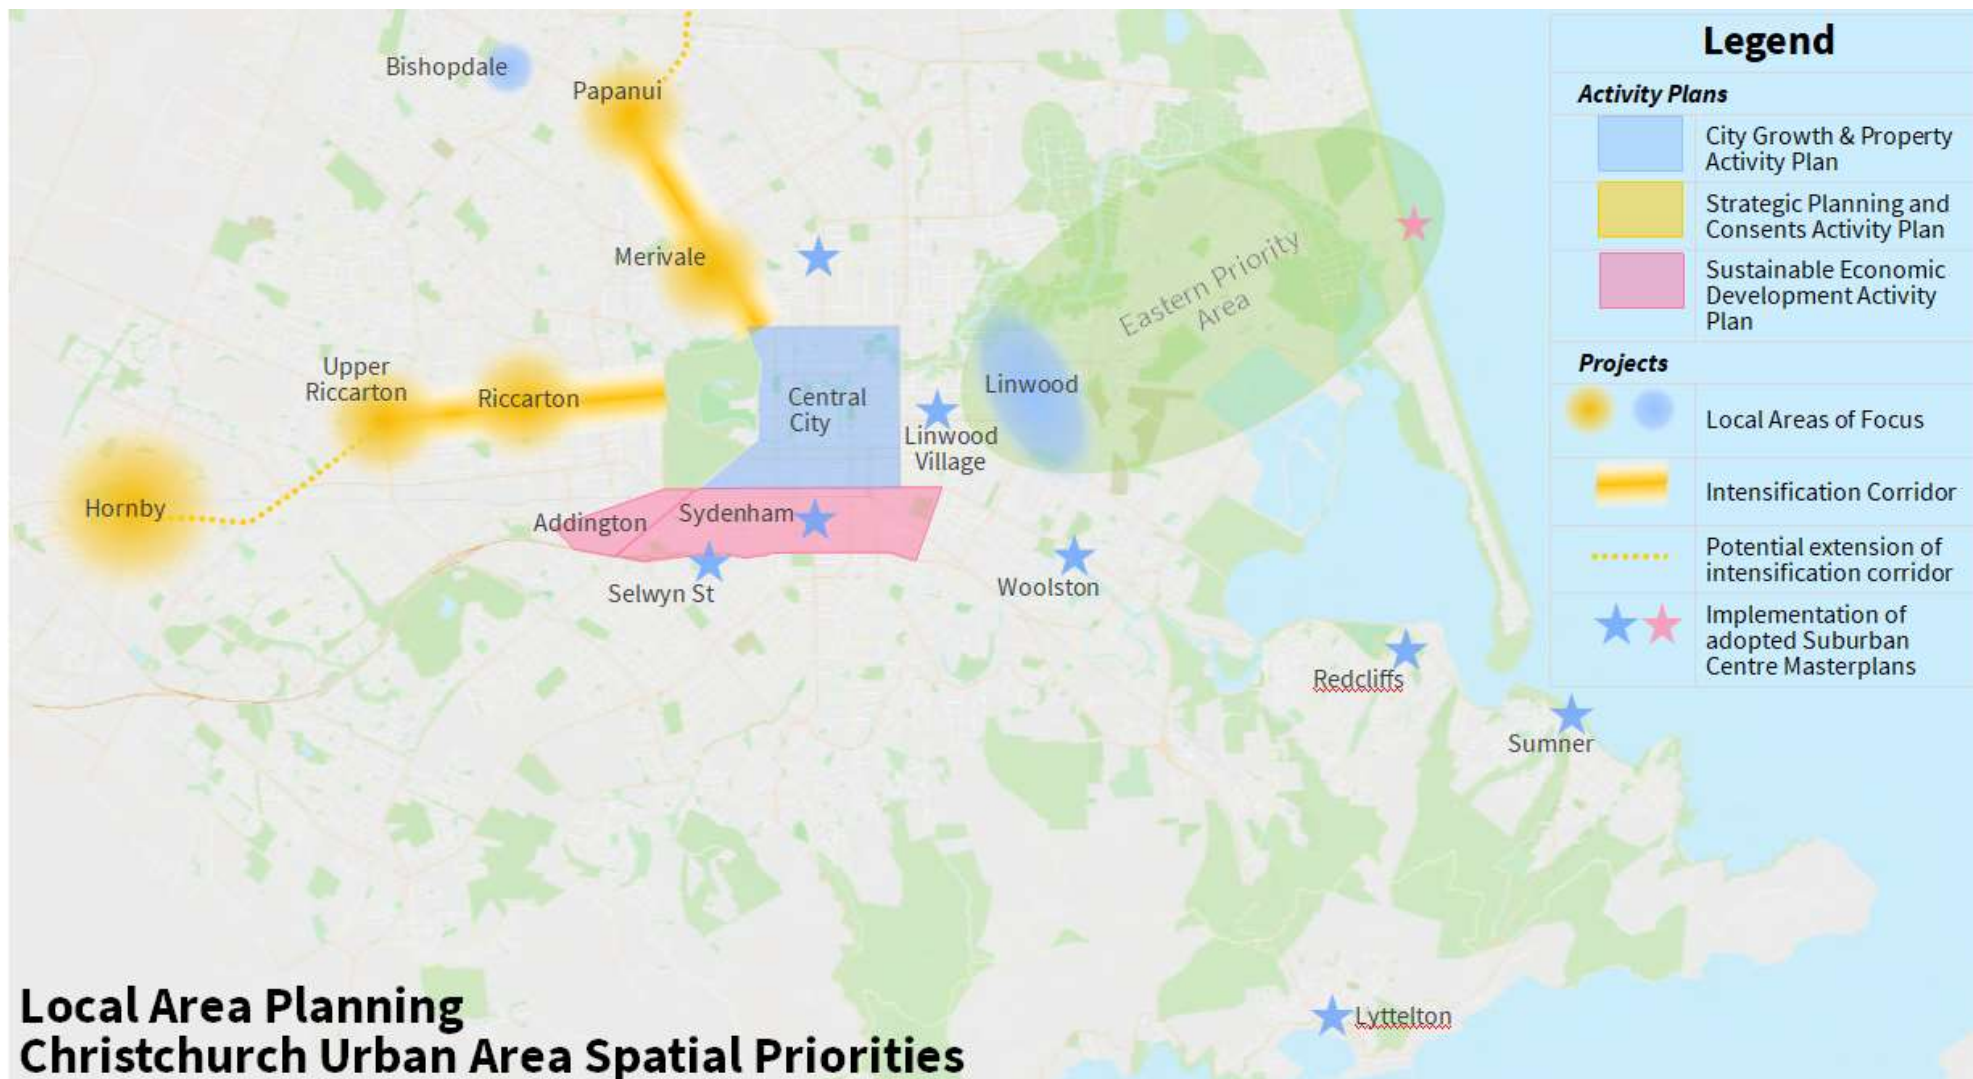 Bishopdale
Papanui
Merivale
Upper
Riccarton
Riccarton
Hornby
Central
City
Linwood
Linwood
Village
Eastern Priority
Area
Addington
Sydenham
Selwyn St
Woolston
Redcliffs
Sumner
Lyttelton
Local Area Planning
Christchurch Urban Area Spatial Priorities
Legend
Activity Plans
City Growth & Property
Activity Plan
Strategic Planning and
Consents Activity Plan
Sustainable Economic
Development Activity
Plan
Projects
Local Areas of Focus
Intensification Corridor
Potential extension of
intensification corridor
Implementation of
adopted Suburban
Centre Masterplans